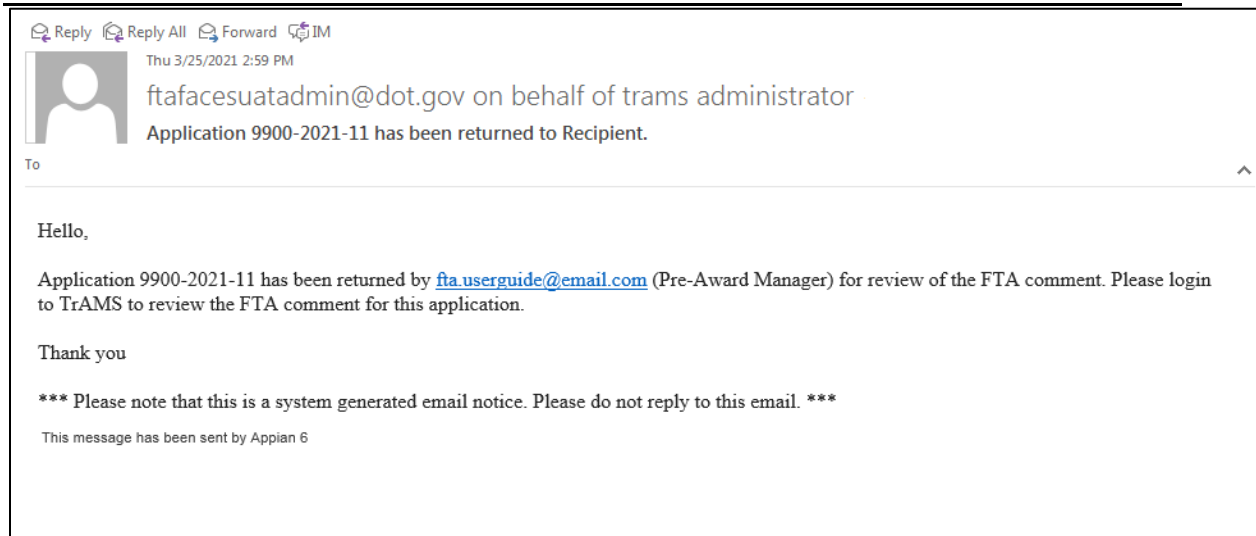 Reply Reply All Forward IM
Thu 3/25/2021 2:59 PM
ftafacesuatadmin@dot.gov on behalf of trams administrator
Application 9900-2021-11 has been returned to Recipient.
To
Hello,
Application 9900-2021-11 has been returned by fta.userguide@email.com (Pre-Award Manager) for review of the FTA comment. Please login
to TrAMS to review the FTA comment for this application.
Thank you
*** Please note that this is a system generated email notice. Please do not reply to this email. ***
This message has been sent by Appian 6